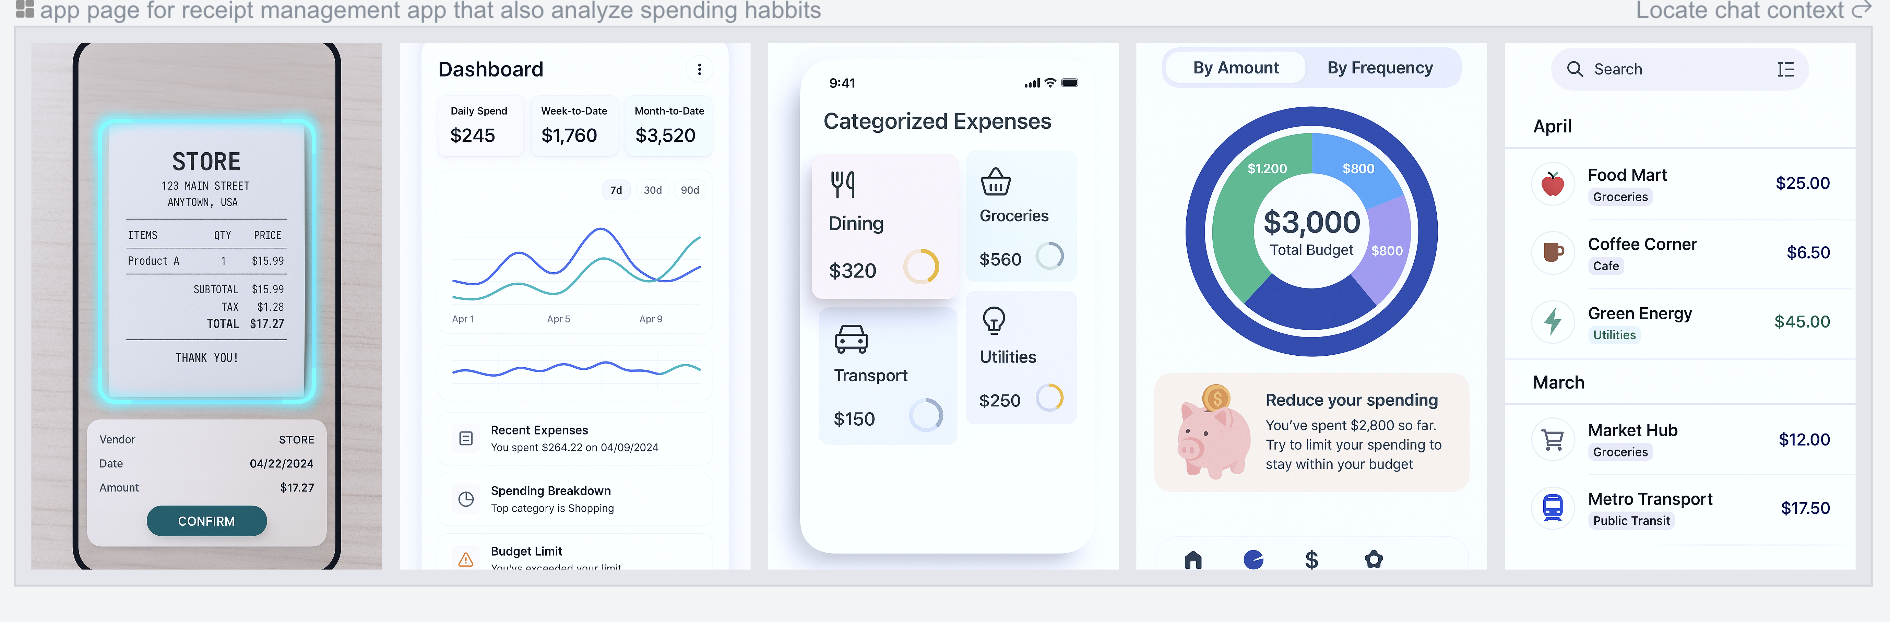 app page for receipt management app that also analyze spending habbits
Locate chat context
STORE
123 MAIN STREET
ANYTOWN, USA
ITEMS QTY PRICE
Product A 1 $15.99
SUBTOTAL $15.99
TAX $1.28
TOTAL $17.27
THANK YOU!
Vendor STORE
Date 04/22/2024
Amount $17.27
CONFIRM
Dashboard
Daily Spend Week-to-Date Month-to-Date
$245 $1,760 $3,520
7d 30d 90d
Apr 1 Apr 5 Apr 9
Recent Expenses
You spent $264.22 on 04/09/2024
Spending Breakdown
Top category is Shopping
Budget Limit
You've exceeded your limit
9:41
Categorized Expenses
Dining
$320
Groceries
$560
Transport
$150
Utilities
$250
By Amount By Frequency
$1.200 $800
$3,000
Total Budget
$800
Reduce your spending
You've spent $2,800 so far.
Try to limit your spending to
stay within your budget
$
Search
April
Food Mart
Groceries
$25.00
Coffee Corner
Cafe
$6.50
Green Energy
Utilities
$45.00
March
Market Hub
Groceries
$12.00
Metro Transport
Public Transit
$17.50